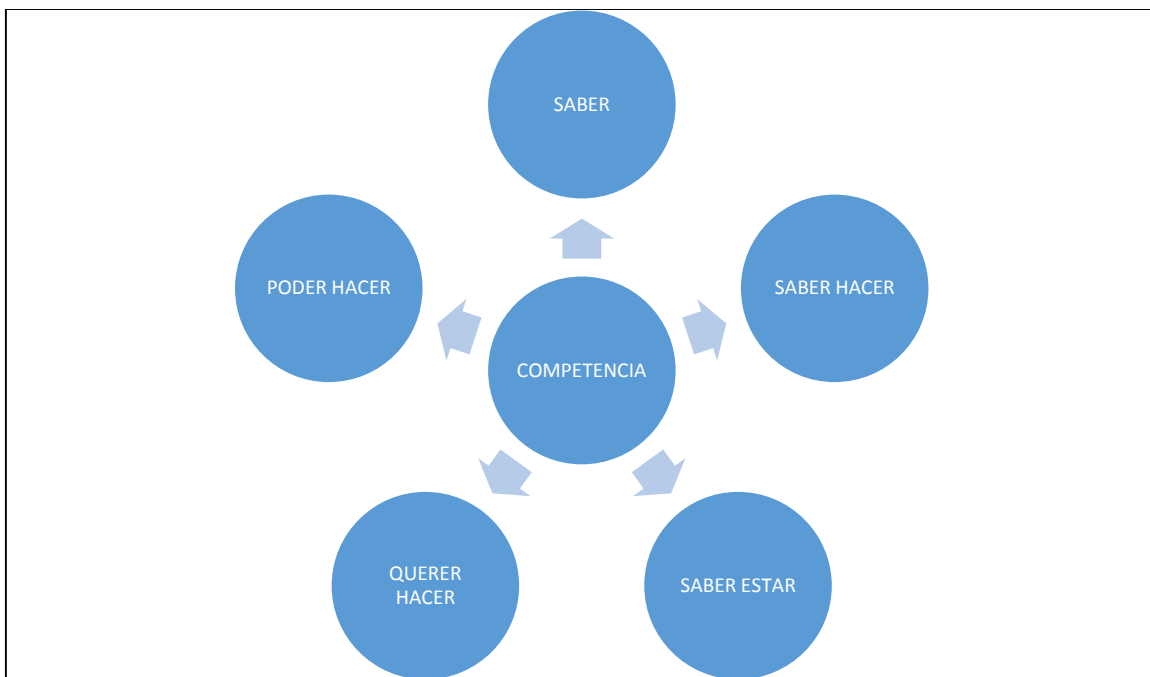 SABER
PODER HACER
SABER HACER
COMPETENCIA
QUERER
HACER
SABER ESTAR